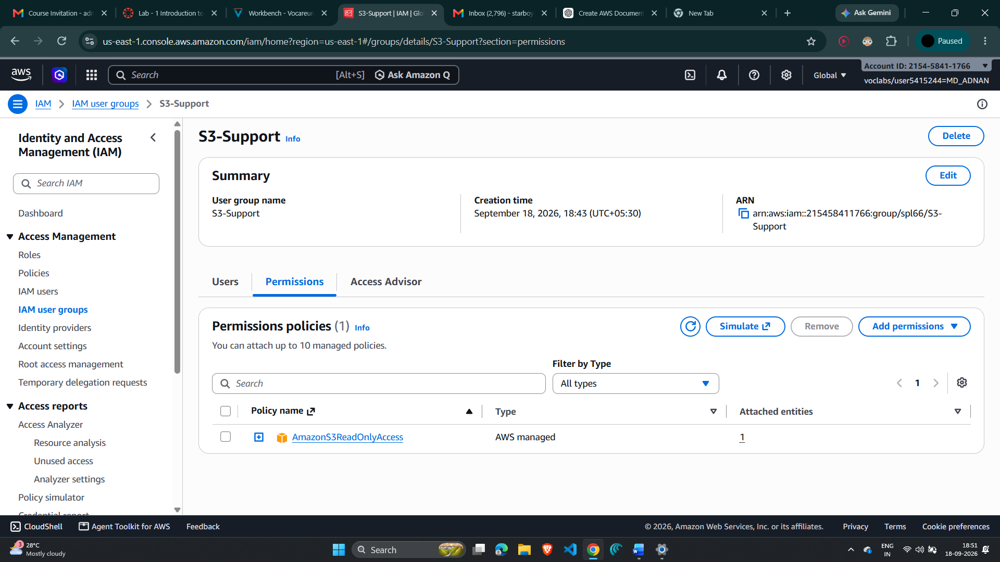 Course Invitation - adn
Lab - 1 Introduction to
Workbench - Vocareum
S3-Support | IAM | Glo
Inbox (2,796) - starboy
Create AWS Document
New Tab
Ask Gemini
us-east-1.console.aws.amazon.com/iam/home?region=us-east-1#/groups/details/S3-Support?section=permissions
Paused
aws
Search
[Alt+S]
Ask Amazon Q
Global
Account ID: 2154-5841-1766
voclabs/user5415244=MD_ADNAN
IAM
IAM user groups
S3-Support
Identity and Access Management (IAM)
Search IAM
Dashboard
Access Management
Roles
Policies
IAM users
IAM user groups
Identity providers
Account settings
Root access management
Temporary delegation requests
Access reports
Access Analyzer
Resource analysis
Unused access
Analyzer settings
Policy simulator
Credential report
S3-Support Info
Delete
Summary
Edit
User group name
S3-Support
Creation time
September 18, 2026, 18:43 (UTC+05:30)
ARN
arn:aws:iam::215458411766:group/spl66/S3-
Support
Users
Permissions
Access Advisor
Permissions policies (1) Info
Simulate
Remove
Add permissions
You can attach up to 10 managed policies.
Filter by Type
Search
All types
1
Policy name
Type
Attached entities
AmazonS3ReadOnlyAccess
AWS managed
1
CloudShell
Agent Toolkit for AWS
Feedback
© 2026, Amazon Web Services, Inc. or its affiliates.
Privacy
Terms
Cookie preferences
3
28°C
Mostly cloudy
Search
ENG
IN
18:51
18-09-2026